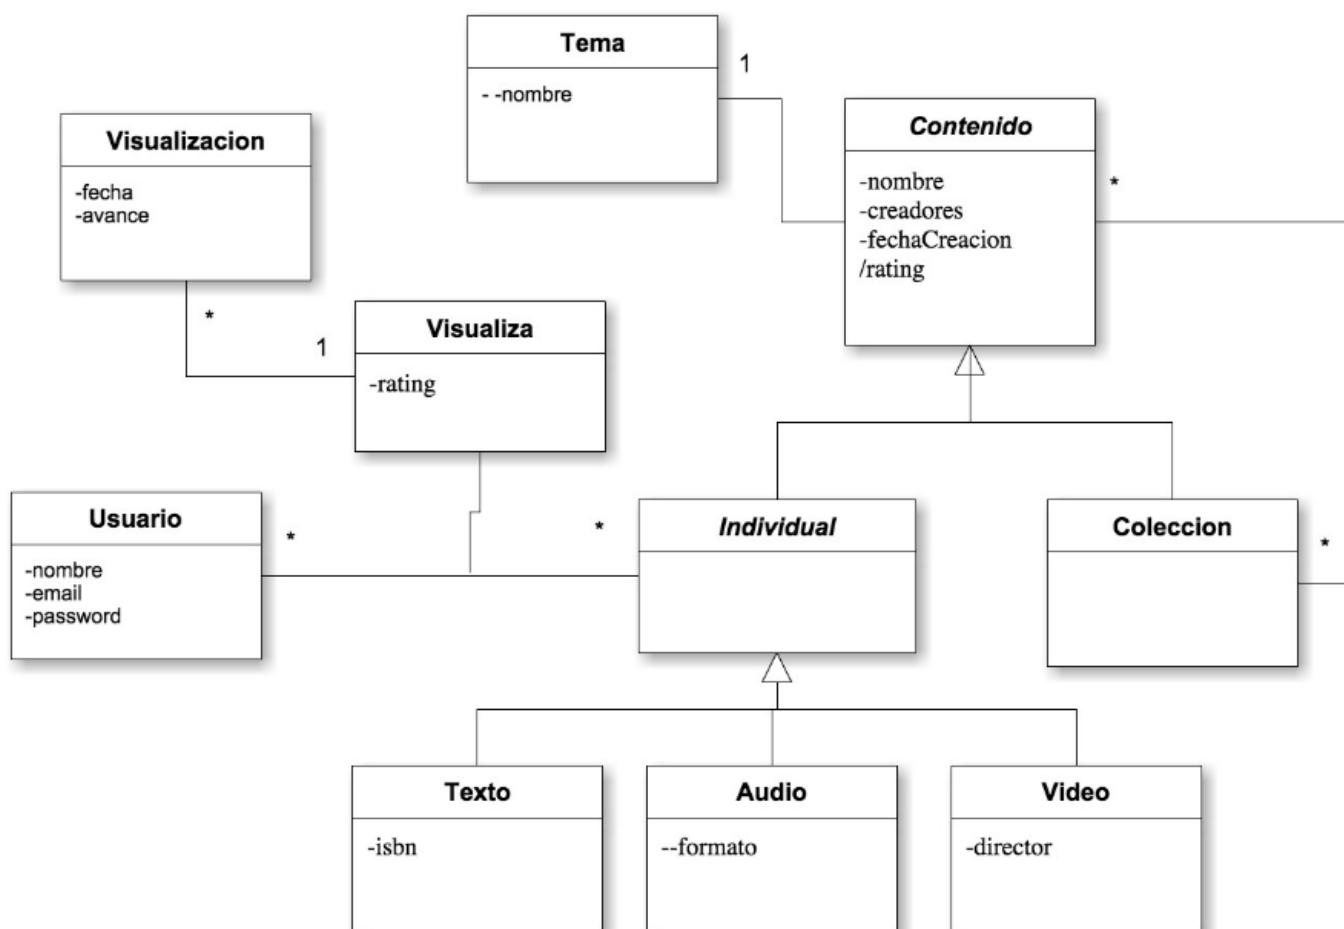 Tema
- -nombre
1
Contenido
-nombre
-creadores
-fechaCreacion
/rating
*
Visualizacion
-fecha
-avance
*
1
Visualiza
-rating
Usuario
-nombre
-email
-password
*
*
Individual
Coleccion
*
Texto
-isbn
Audio
--formato
Video
-director